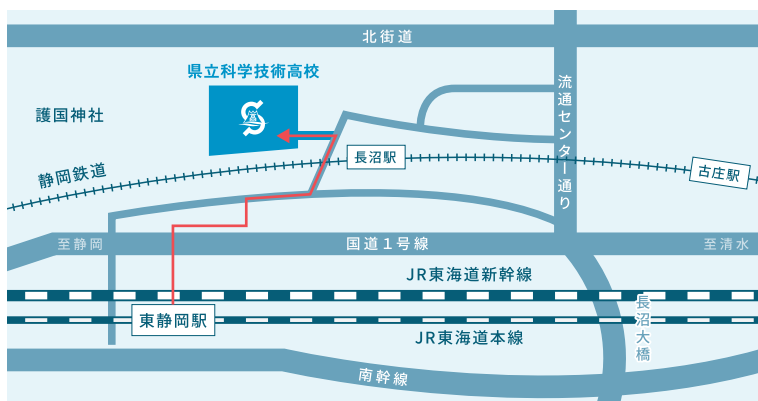 北街道
県立科学技術高校
S
護国神社
流通センター通り
長沼駅
静岡鉄道
古庄駅
至静岡
国道1号線
至清水
JR東海道新幹線
東静岡駅
長沼大橋
JR東海道本線
南幹線